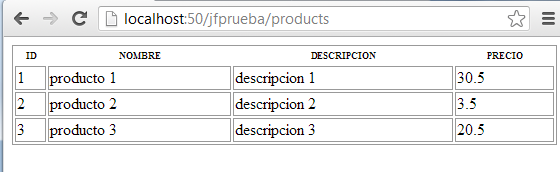 localhost:50/jfprueba/products
ID NOMBRE DESCRIPCION PRECIO
1 producto 1 descripcion 1 30.5
2 producto 2 descripcion 2 3.5
3 producto 3 descripcion 3 20.5